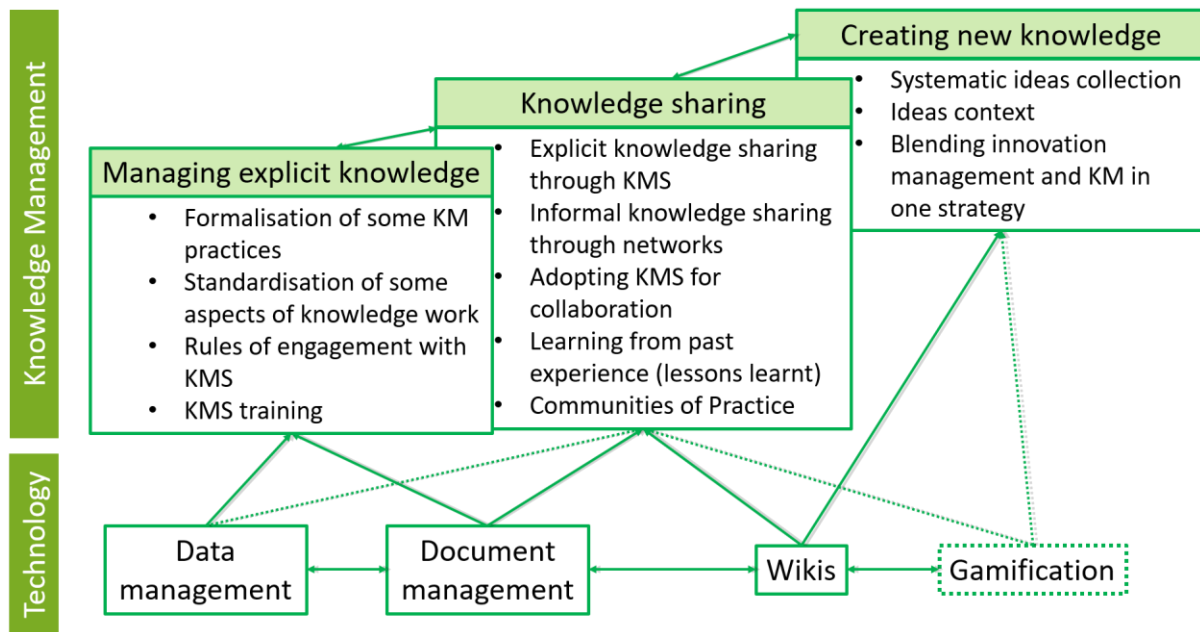 Knowledge Management
Creating new knowledge
• Systematic ideas collection
• Ideas context
• Blending innovation
management and KM in
one strategy
Knowledge sharing
• Explicit knowledge sharing
through KMS
• Informal knowledge sharing
through networks
• Adopting KMS for
collaboration
• Learning from past
experience (lessons learnt)
• Communities of Practice
Managing explicit knowledge
• Formalisation of some KM
practices
• Standardisation of some
aspects of knowledge work
• Rules of engagement with
KMS
• KMS training
Technology
Data
management
Document
management
Wikis
Gamification